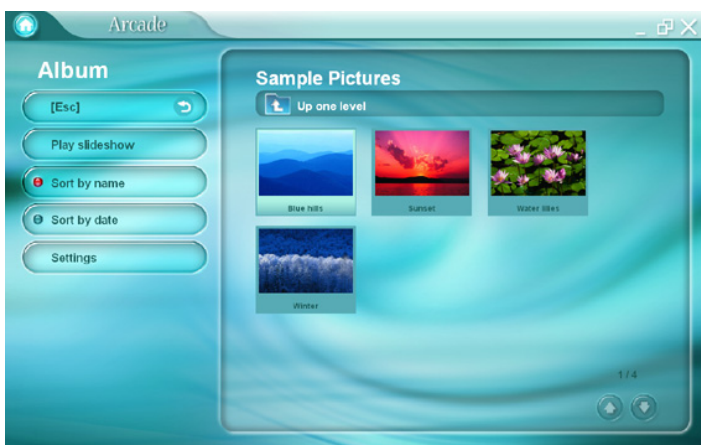 Arcade
Album
[Esc]
Play slideshow
Sort by name
Sort by date
Settings
Sample Pictures
Up one level
Blue hills
Sunset
Water lilies
Winter
1 / 4